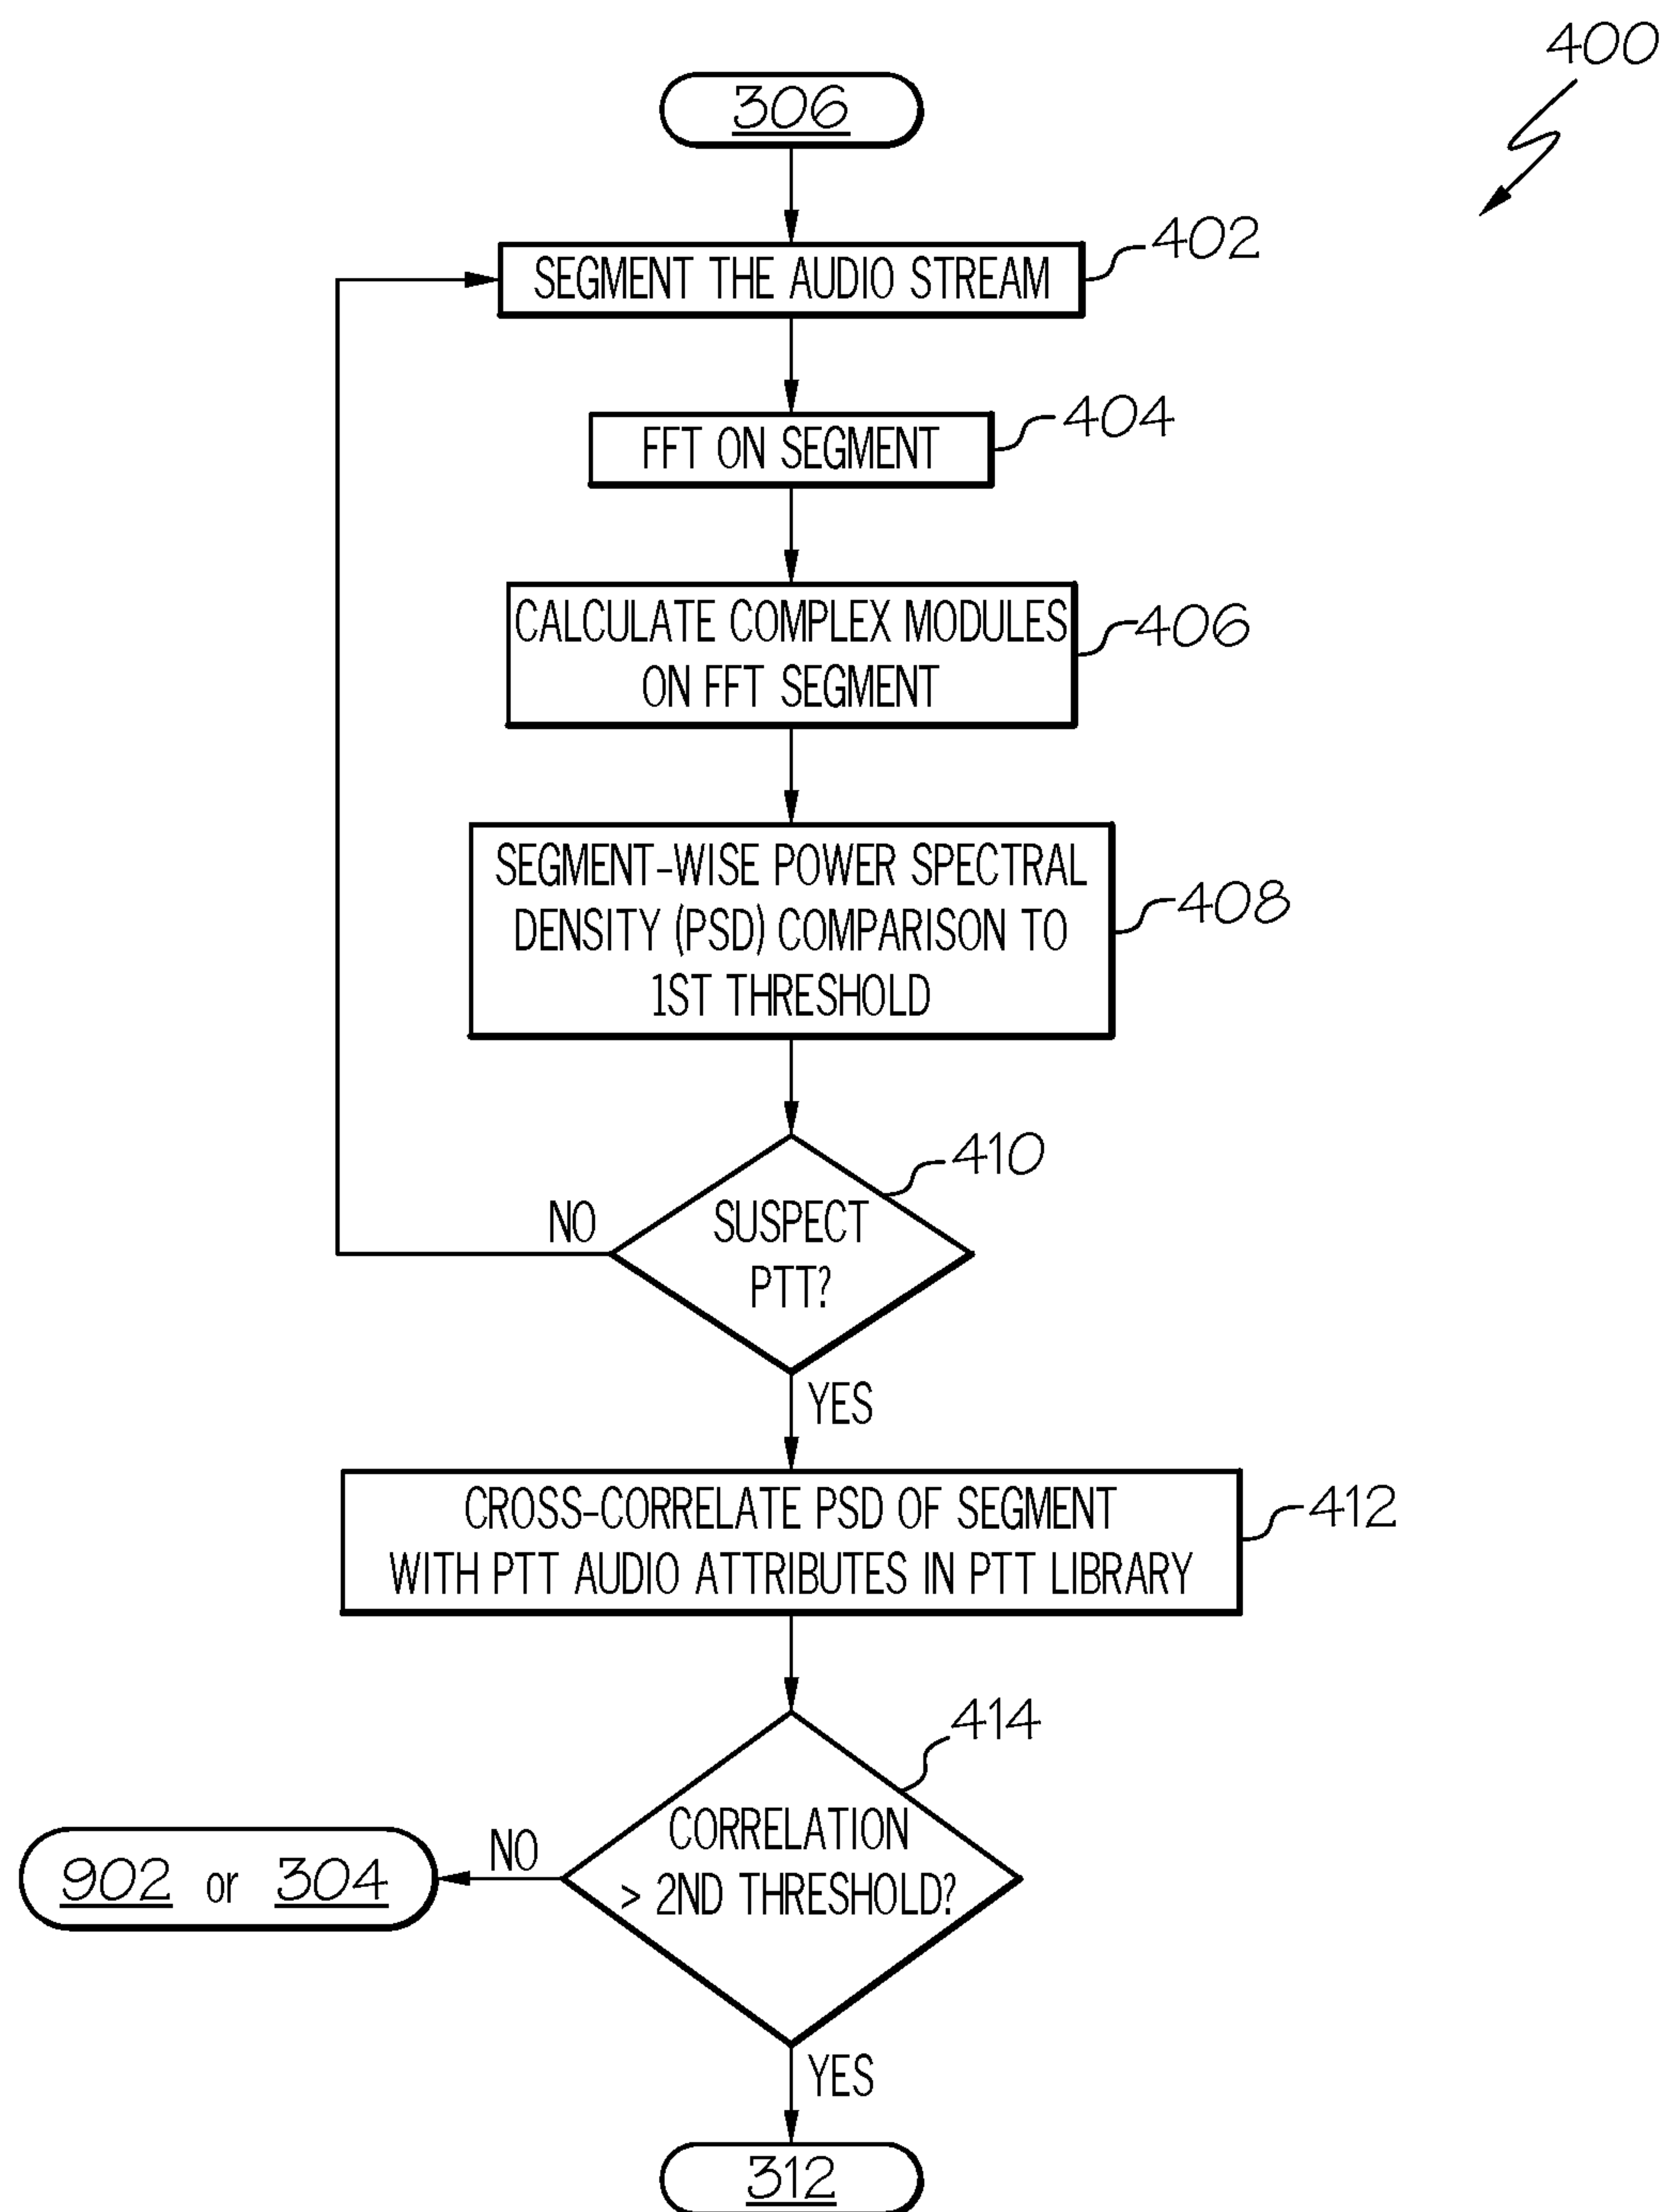 400
306
SEGMENT THE AUDIO STREAM
402
FFT ON SEGMENT
404
CALCULATE COMPLEX MODULES
ON FFT SEGMENT
406
SEGMENT-WISE POWER SPECTRAL
DENSITY (PSD) COMPARISON TO
1ST THRESHOLD
408
410
NO
SUSPECT
PTT?
YES
CROSS-CORRELATE PSD OF SEGMENT
WITH PTT AUDIO ATTRIBUTES IN PTT LIBRARY
412
414
CORRELATION
> 2ND THRESHOLD?
NO
902 or 304
YES
312